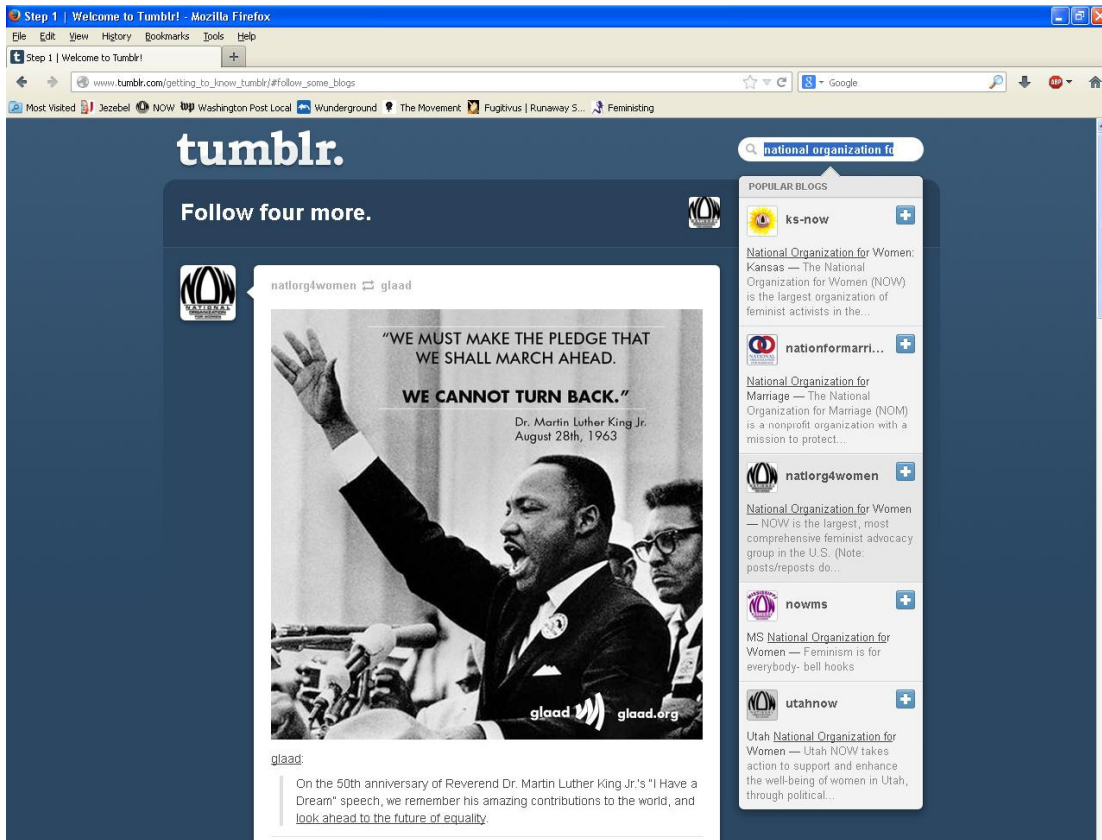 Step 1 | Welcome to Tumblr! - Mozilla Firefox
File Edit View History Bookmarks Tools Help
Step 1 | Welcome to Tumblr!
www.tumblr.com/getting_to_know_tumblr/#follow_some_blogs
Google
ABP
Most Visited Jezebel NOW Washington Post Local Wunderground The Movement Fugitivus | Runaway S... Feministing
tumblr.
national organization fo
Follow four more.
natlorg4women glaad
"WE MUST MAKE THE PLEDGE THAT
WE SHALL MARCH AHEAD.
WE CANNOT TURN BACK."
Dr. Martin Luther King Jr.
August 28th, 1963
glaad glaad.org
glaad:
On the 50th anniversary of Reverend Dr. Martin Luther King Jr.'s "I Have a
Dream" speech, we remember his amazing contributions to the world, and
look ahead to the future of equality.
POPULAR BLOGS
ks-now
National Organization for Women:
Kansas — The National
Organization for Women (NOW)
is the largest organization of
feminist activists in the...
nationformarri...
National Organization for
Marriage — The National
Organization for Marriage (NOM)
is a nonprofit organization with a
mission to protect...
natlorg4women
National Organization for Women
— NOW is the largest, most
comprehensive feminist advocacy
group in the U.S. (Note:
posts/reposts do...
nowms
MS National Organization for
Women — Feminism is for
everybody- bell hooks
utahnow
Utah National Organization for
Women — Utah NOW takes
action to support and enhance
the well-being of women in Utah,
through political...